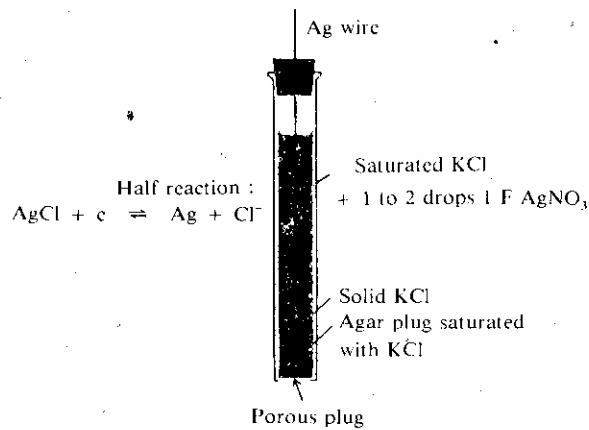 Ag wire
Saturated KCl
+ 1 to 2 drops 1 F AgNO₃
Half reaction :
AgCl + e ⇌ Ag + Cl⁻
Solid KCl
Agar plug saturated
with KCl
Porous plug